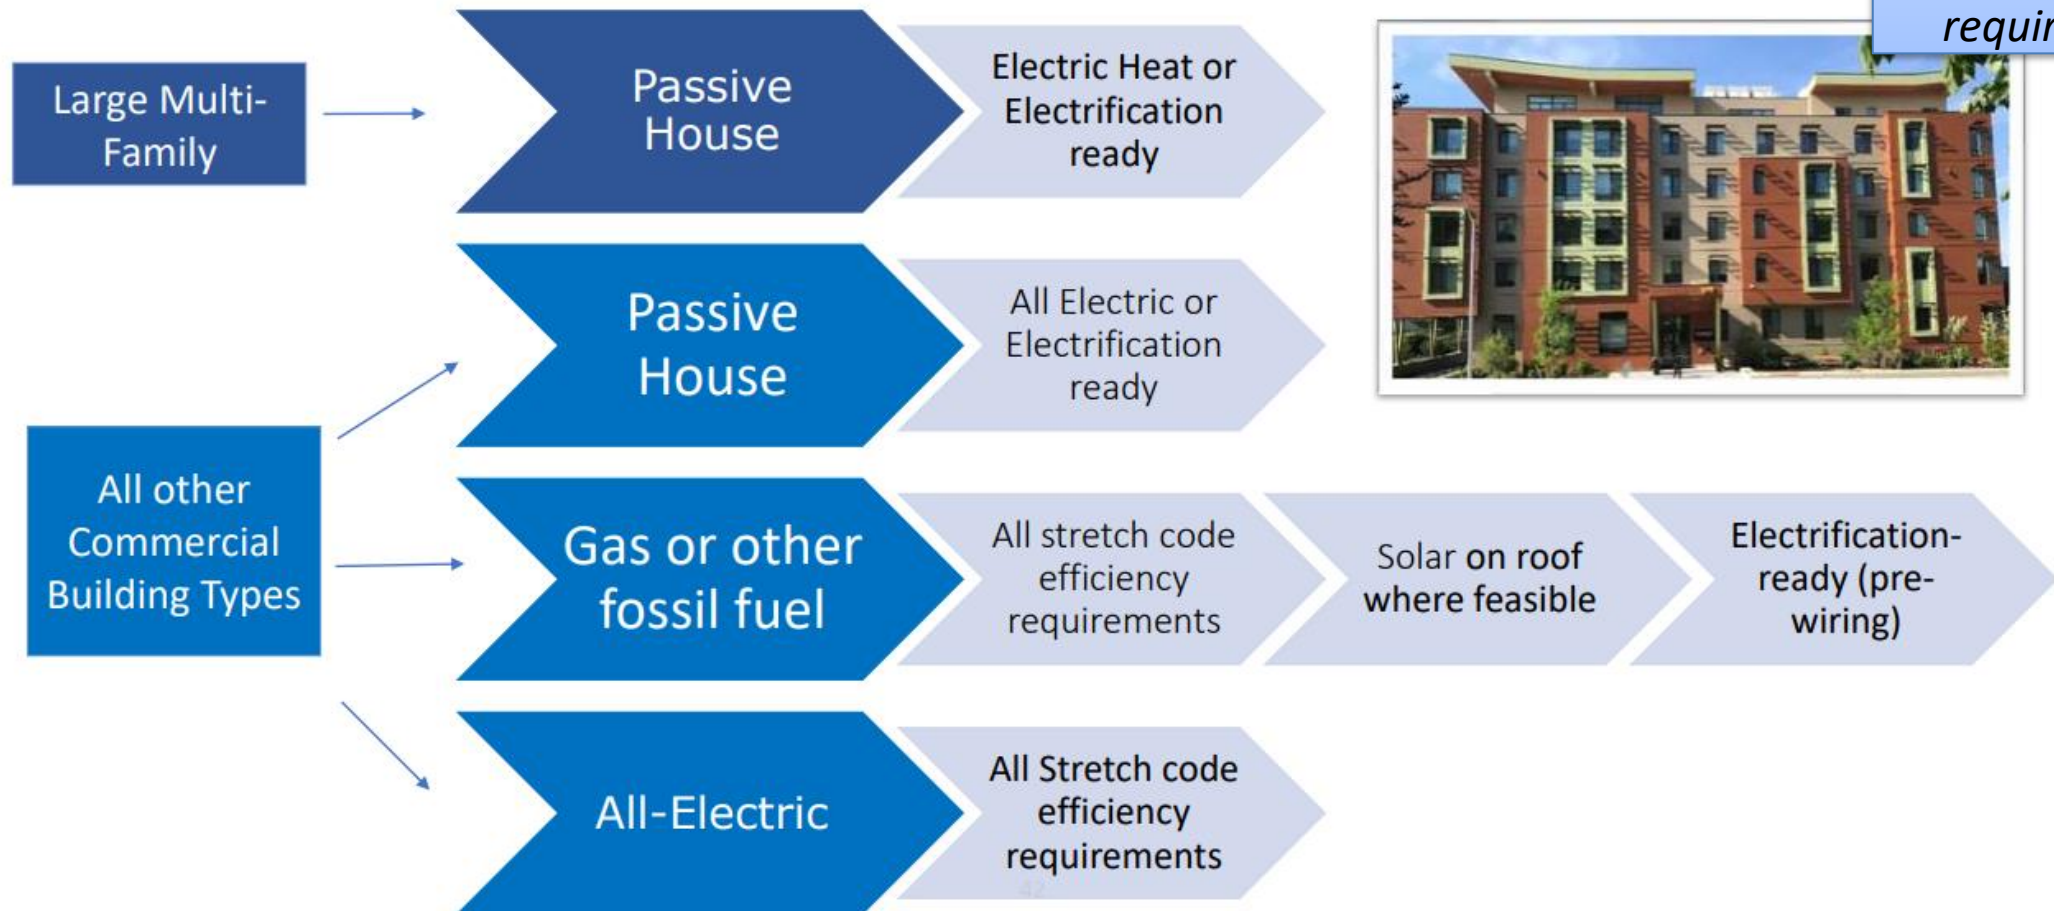 Large Multi-
Family
Passive
House
Electric Heat or
Electrification
ready
Passive
House
All Electric or
Electrification
ready
All other
Commercial
Building Types
Gas or other
fossil fuel
All stretch code
efficiency
requirements
Solar on roof
where feasible
Electrification-
ready (pre-
wiring)
All-Electric
All Stretch code
efficiency
requirements
42